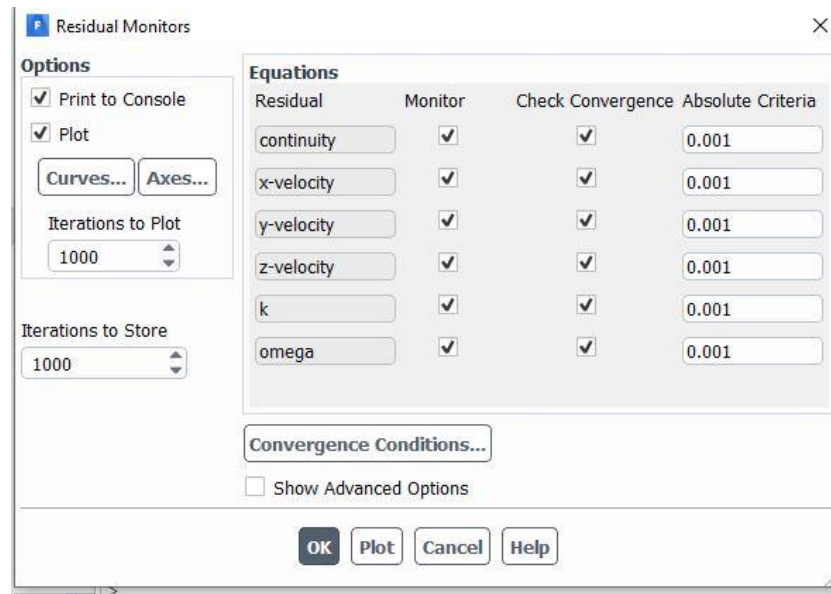 Residual Monitors
Options
Print to Console
Plot
Curves... Axes...
Iterations to Plot
1000
Iterations to Store
1000
Equations
Residual Monitor Check Convergence Absolute Criteria
continuity 0.001
x-velocity 0.001
y-velocity 0.001
z-velocity 0.001
k 0.001
omega 0.001
Convergence Conditions...
Show Advanced Options
OK Plot Cancel Help